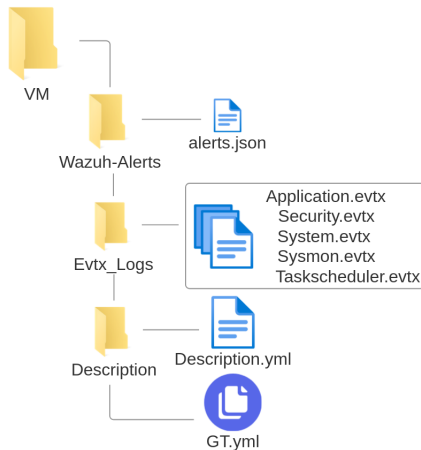 VM
alerts.json
Wazuh-Alerts
Application.evtx
Security.evtx
System.evtx
Sysmon.evtx
Taskscheduler.evtx
Evtx_Logs
Description.yml
Description
GT.yml